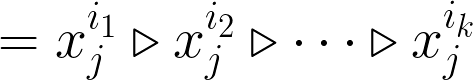 = x_j^{i_1} ▷ x_j^{i_2} ▷ ⋯ ▷ x_j^{i_k}